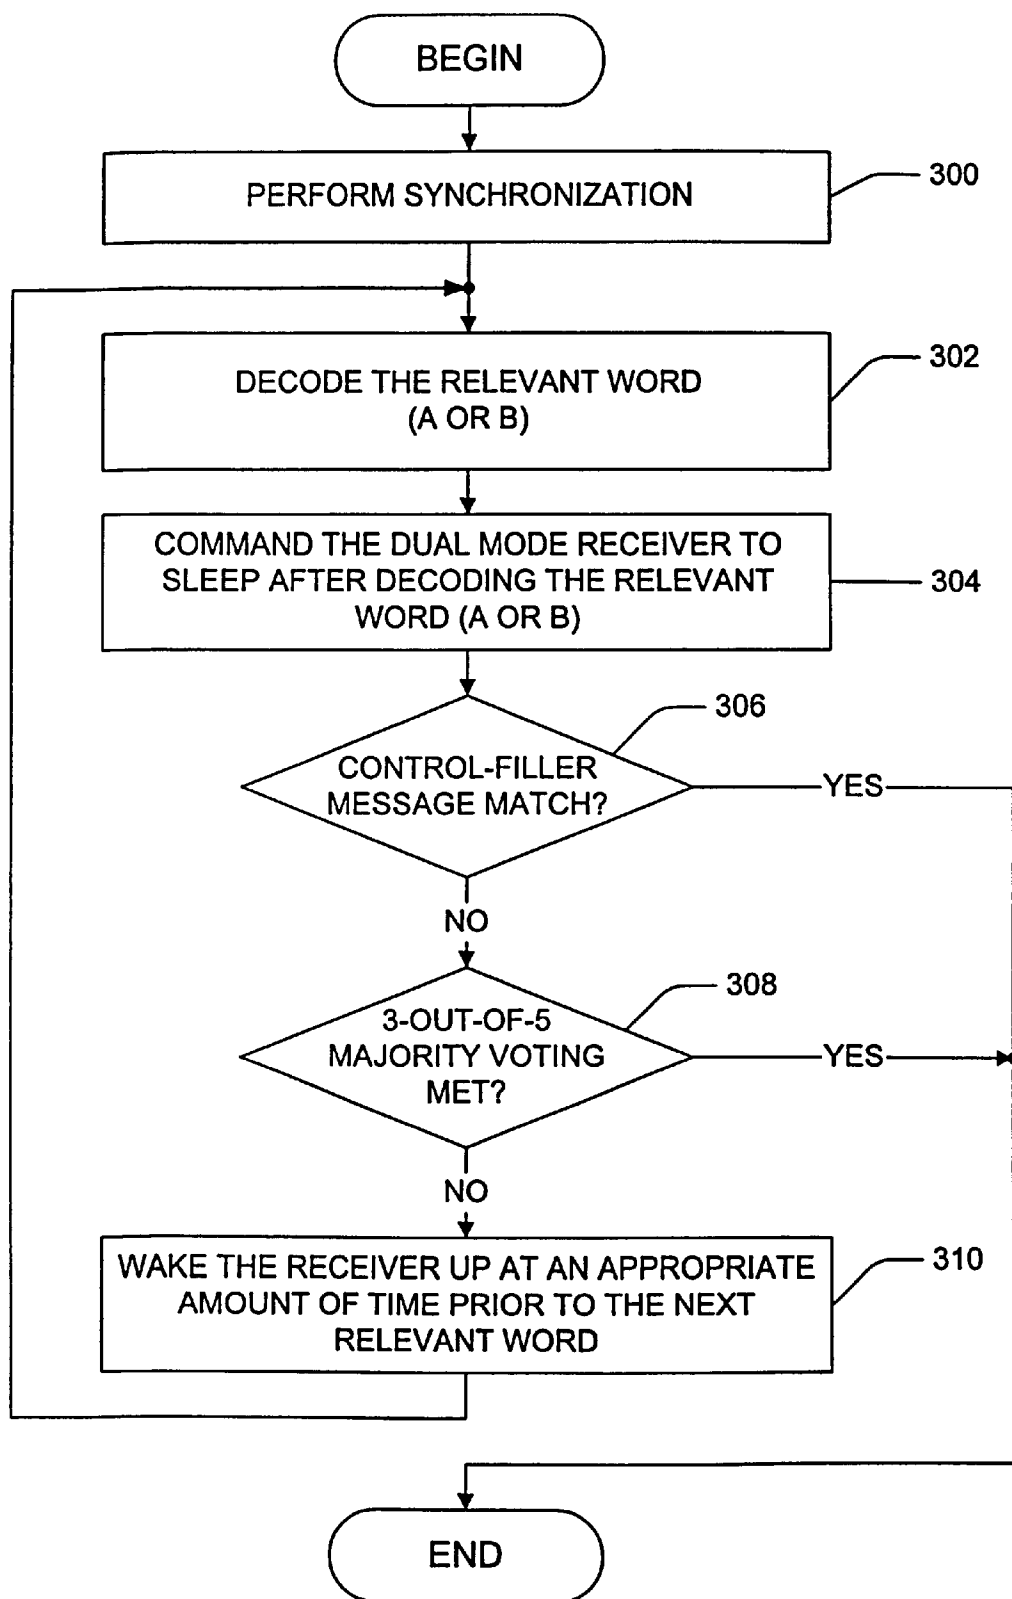 BEGIN
PERFORM SYNCHRONIZATION
300
DECODE THE RELEVANT WORD
(A OR B)
302
COMMAND THE DUAL MODE RECEIVER TO
SLEEP AFTER DECODING THE RELEVANT
WORD (A OR B)
304
CONTROL-FILLER
MESSAGE MATCH?
306
YES
NO
3-OUT-OF-5
MAJORITY VOTING
MET?
308
YES
NO
WAKE THE RECEIVER UP AT AN APPROPRIATE
AMOUNT OF TIME PRIOR TO THE NEXT
RELEVANT WORD
310
END